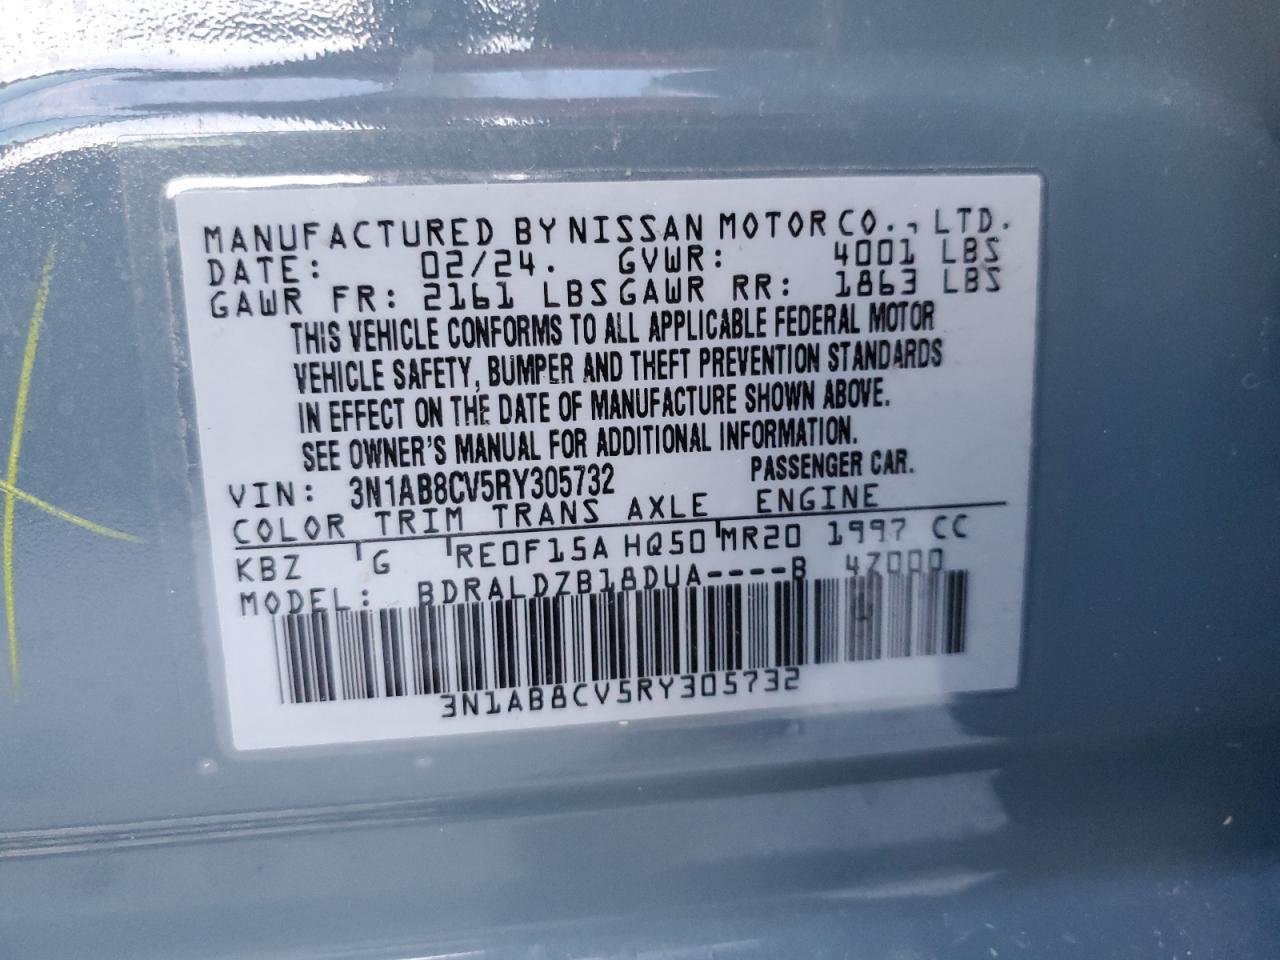 MANUFACTURED BY NISSAN MOTOR CO., LTD.
DATE: 02/24. GVWR: 4001 LBS
GAWR FR: 2161 LBS GAWR RR: 1863 LBS
THIS VEHICLE CONFORMS TO ALL APPLICABLE FEDERAL MOTOR
VEHICLE SAFETY, BUMPER AND THEFT PREVENTION STANDARDS
IN EFFECT ON THE DATE OF MANUFACTURE SHOWN ABOVE.
SEE OWNER'S MANUAL FOR ADDITIONAL INFORMATION.
VIN: 3N1AB8CV5RY305732 PASSENGER CAR.
COLOR TRIM TRANS AXLE ENGINE
KBZ G RE0F15A HQ50 MR20 1997 CC
MODEL: BDRALDZB18DUA----B 4Z000
3N1AB8CV5RY305732